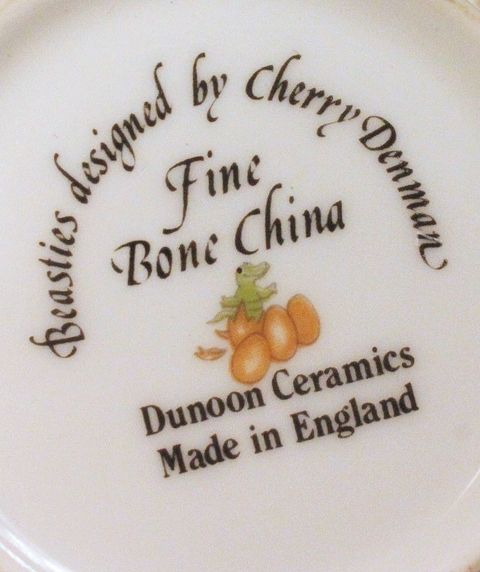 Beasties designed by Cherry Denman
Fine
Bone China
Dunoon Ceramics
Made in England